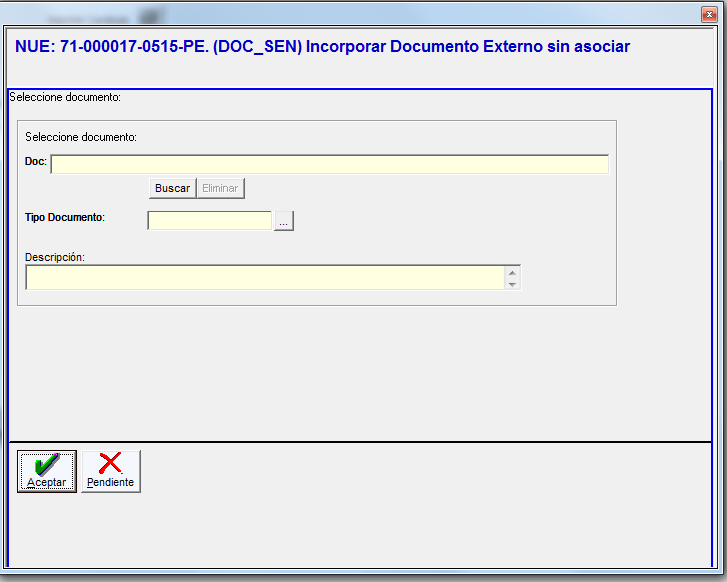 NUE: 71-000017-0515-PE. (DOC_SEN) Incorporar Documento Externo sin asociar
Seleccione documento:
Seleccione documento:
Doc:
Buscar Eliminar
Tipo Documento: ...
Descripción:
Aceptar Pendiente